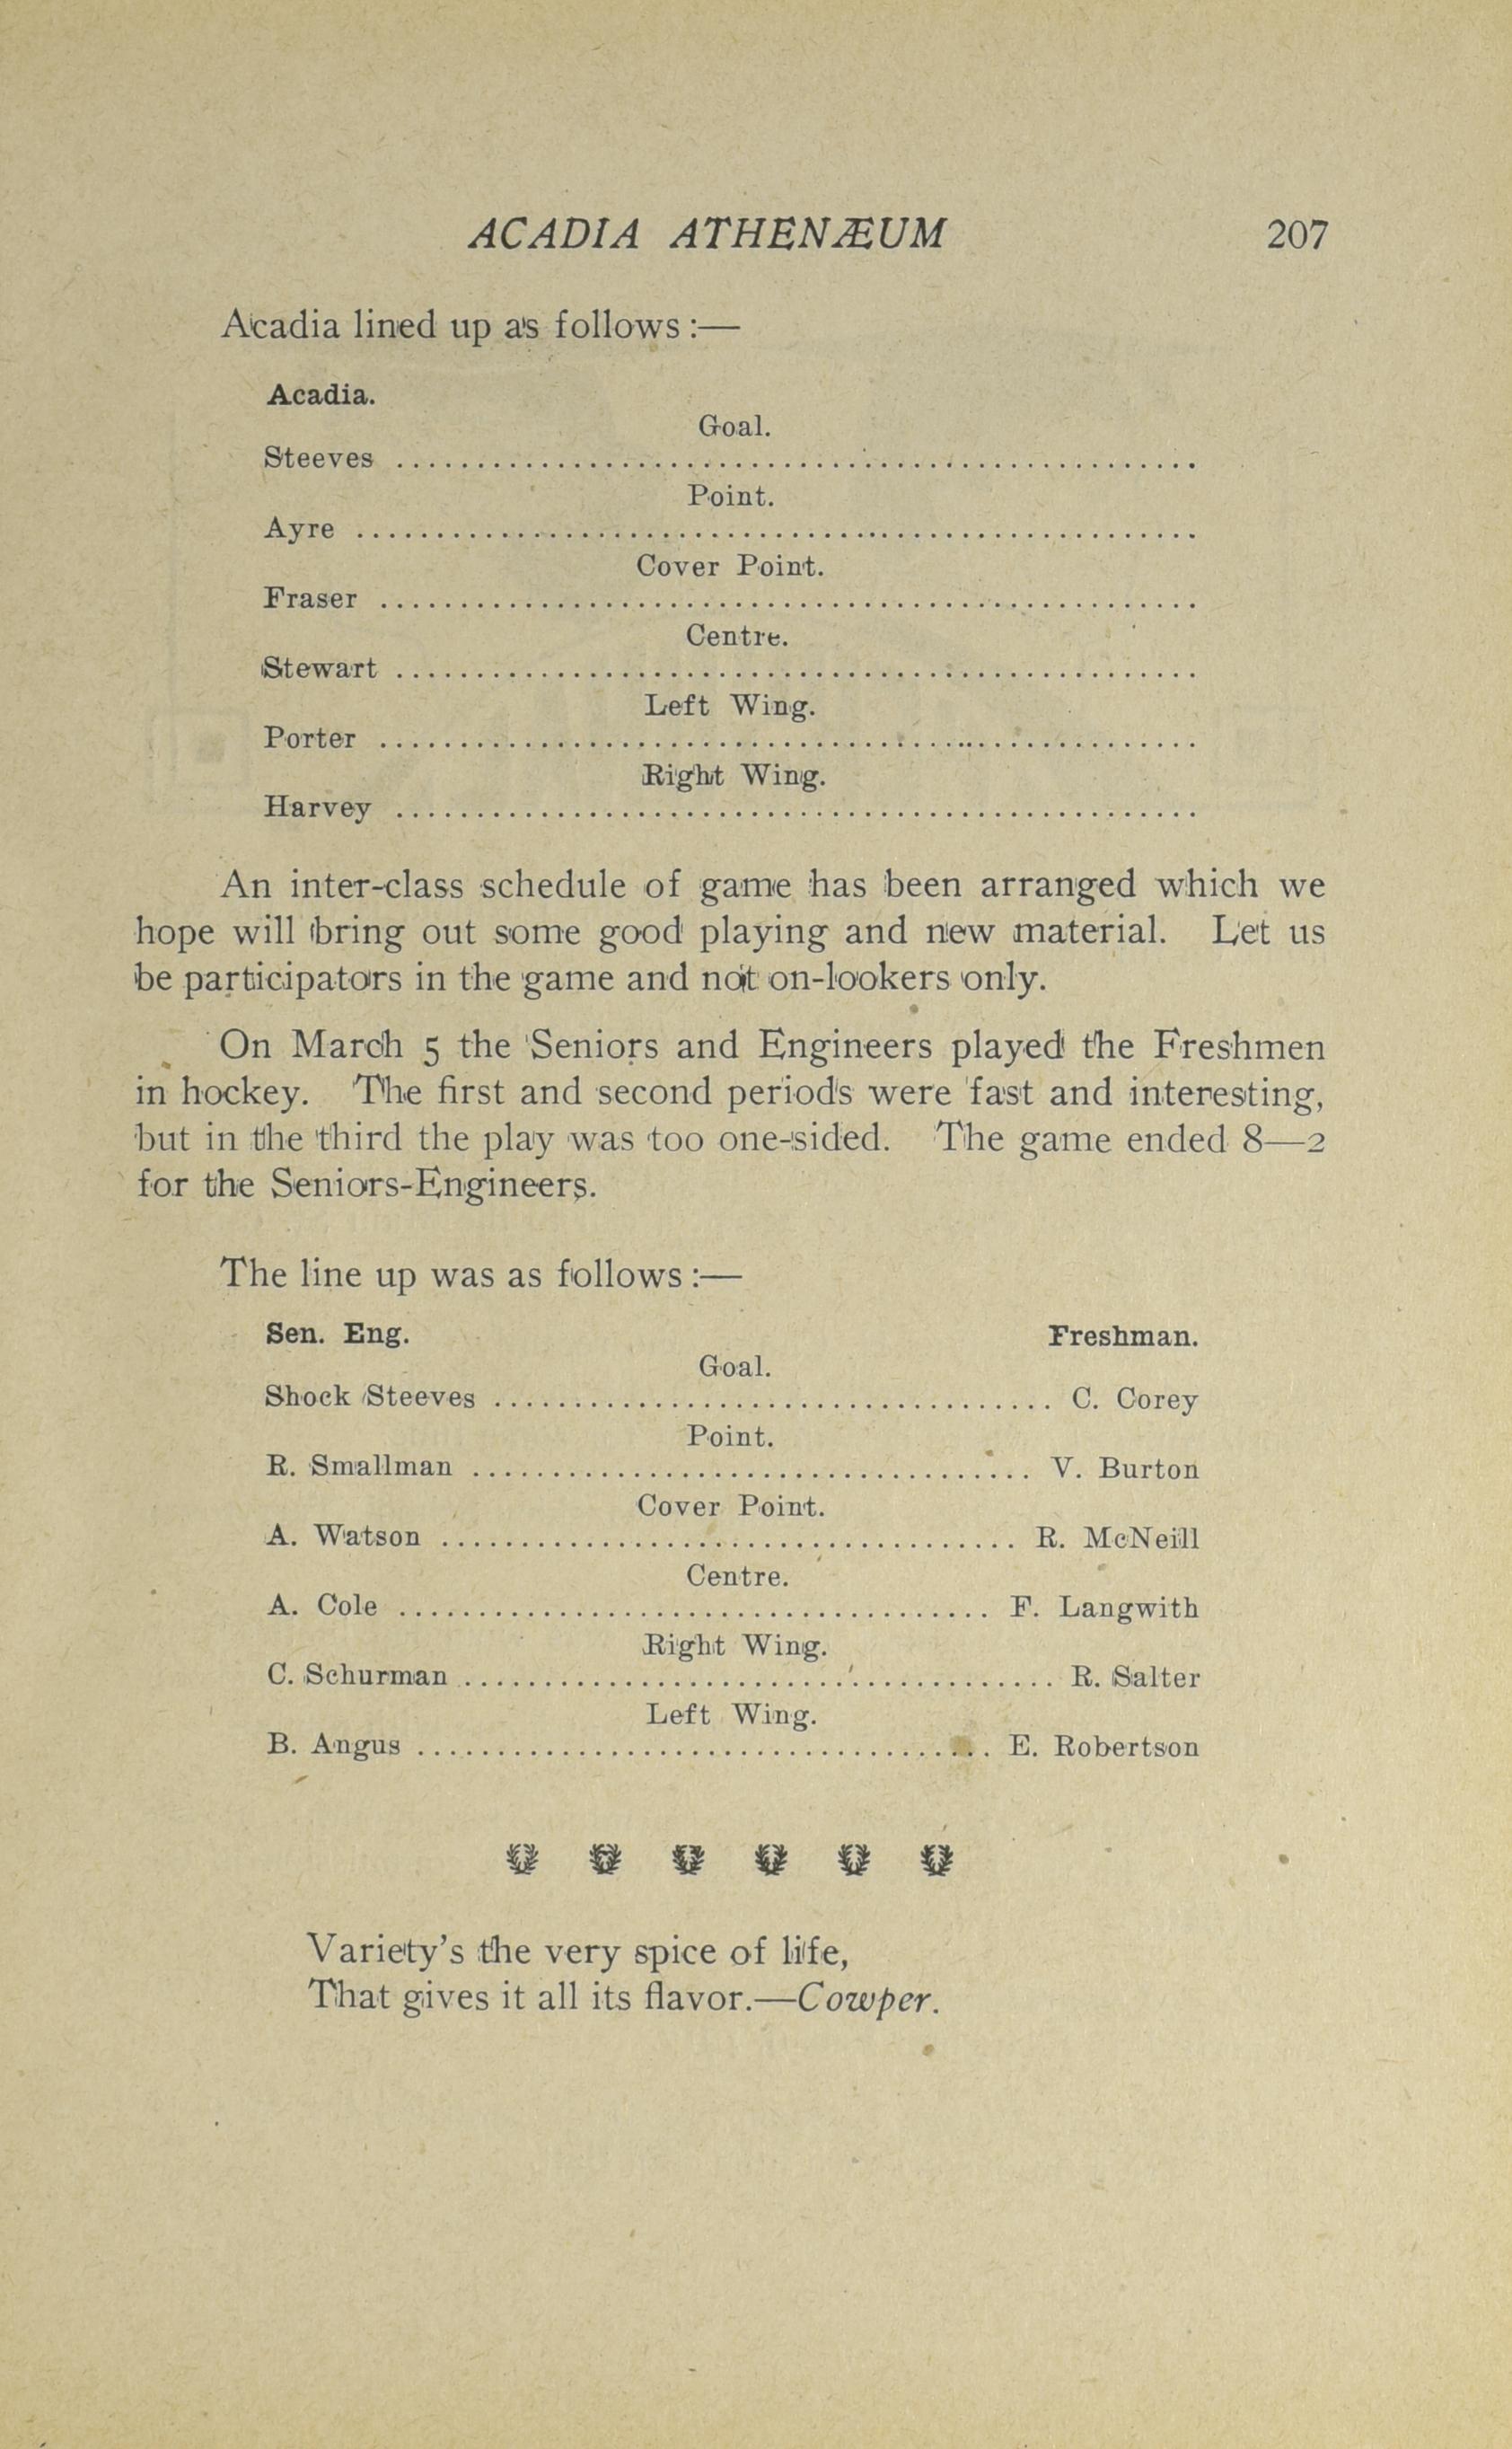 ACADIA ATHENÆUM 207
Acadia lined up as follows:—
Acadia.
Goal.
Steeves ..................................................
Point.
Ayre .....................................................
Cover Point.
Fraser ...................................................
Centre.
Stewart ..................................................
Left Wing.
Porter ...................................................
Right Wing.
Harvey ..................................................
An inter-class schedule of game has been arranged which we
hope will bring out some good playing and new material. Let us
be participators in the game and not on-lookers only.
On March 5 the Seniors and Engineers played the Freshmen
in hockey. The first and second periods were fast and interesting,
but in the third the play was too one-sided. The game ended 8—2
for the Seniors-Engineers.
The line up was as follows:—
Sen. Eng. Freshman.
Goal.
Shock Steeves ................................... C. Corey
Point.
R. Smallman ................................... V. Burton
Cover Point.
A. Watson .................................... R. McNeill
Centre.
A. Cole ..................................... F. Langwith
Right Wing.
C. Schurman ..................................... R. Salter
Left Wing.
B. Angus .................................... E. Robertson
Variety's the very spice of life,
That gives it all its flavor.—Cowper.